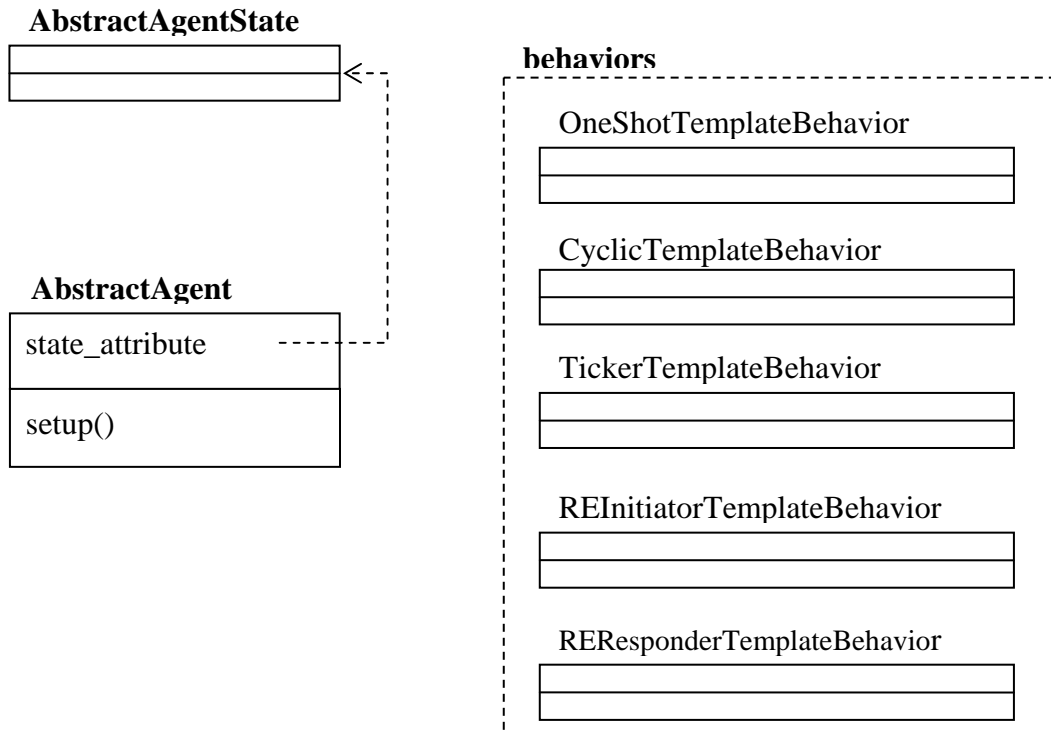 AbstractAgentState
AbstractAgent
state_attribute
setup()
behaviors
OneShotTemplateBehavior
CyclicTemplateBehavior
TickerTemplateBehavior
REInitiatorTemplateBehavior
REResponderTemplateBehavior